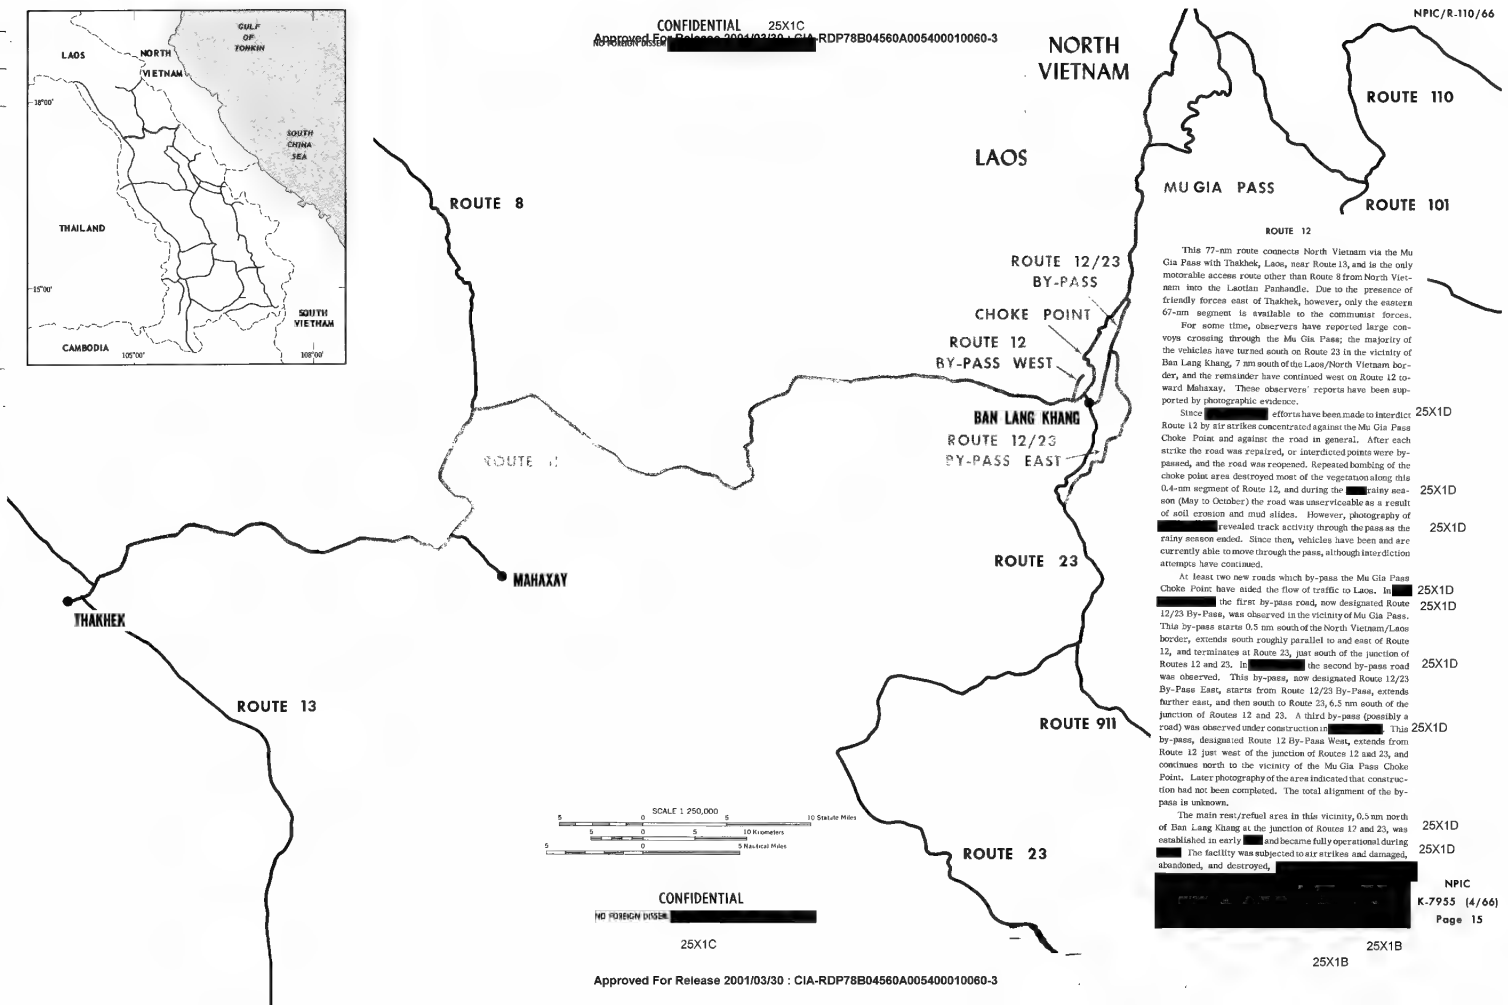 NPIC/R-110/66
CONFIDENTIAL 25X1C
Approved For Release 2001/03/30 : CIA-RDP78B04560A005400010060-3
NO FOREIGN DISSEM
GULF
OF
TONKIN
LAOS
NORTH
VIETNAM
18°00'
SOUTH
CHINA
SEA
THAILAND
15°00'
SOUTH
VIETNAM
CAMBODIA
105°00'
108°00'
NORTH
VIETNAM
LAOS
ROUTE 110
MU GIA PASS
ROUTE 101
ROUTE 8
ROUTE 12/23
BY-PASS
CHOKE POINT
ROUTE 12
BY-PASS WEST
BAN LANG KHANG
ROUTE 12/23
BY-PASS EAST
ROUTE
MAHAXAY
THAKHEK
ROUTE 23
ROUTE 13
ROUTE 911
ROUTE 23
SCALE 1 250,000
5 0 5 10 Statute Miles
5 0 5 10 Kilometers
5 0 5 Nautical Miles
ROUTE 12
This 77-nm route connects North Vietnam via the Mu
Gia Pass with Thakhek, Laos, near Route 13, and is the only
motorable access route other than Route 8 from North Viet-
nam into the Laotian Panhandle. Due to the presence of
friendly forces east of Thakhek, however, only the eastern
67-nm segment is available to the communist forces.
For some time, observers have reported large con-
voys crossing through the Mu Gia Pass; the majority of
the vehicles have turned south on Route 23 in the vicinity of
Ban Lang Khang, 7 nm south of the Laos/North Vietnam bor-
der, and the remainder have continued west on Route 12 to-
ward Mahaxay. These observers' reports have been sup-
ported by photographic evidence.
Since efforts have been made to interdict 25X1D
Route 12 by air strikes concentrated against the Mu Gia Pass
Choke Point and against the road in general. After each
strike the road was repaired, or interdicted points were by-
passed, and the road was reopened. Repeated bombing of the
choke point area destroyed most of the vegetation along this
0.4-nm segment of Route 12, and during the rainy sea- 25X1D
son (May to October) the road was unserviceable as a result
of soil erosion and mud slides. However, photography of
revealed track activity through the pass as the 25X1D
rainy season ended. Since then, vehicles have been and are
currently able to move through the pass, although interdiction
attempts have continued.
At least two new roads which by-pass the Mu Gia Pass
Choke Point have aided the flow of traffic to Laos. In 25X1D
the first by-pass road, now designated Route 25X1D
12/23 By-Pass, was observed in the vicinity of Mu Gia Pass.
This by-pass starts 0.5 nm south of the North Vietnam/Laos
border, extends south roughly parallel to and east of Route
12, and terminates at Route 23, just south of the junction of
Routes 12 and 23. In the second by-pass road 25X1D
was observed. This by-pass, now designated Route 12/23
By-Pass East, starts from Route 12/23 By-Pass, extends
further east, and then south to Route 23, 6.5 nm south of the
junction of Routes 12 and 23. A third by-pass (possibly a
road) was observed under construction in . This 25X1D
by-pass, designated Route 12 By-Pass West, extends from
Route 12 just west of the junction of Routes 12 and 23, and
continues north to the vicinity of the Mu Gia Pass Choke
Point. Later photography of the area indicated that construc-
tion had not been completed. The total alignment of the by-
pass is unknown.
The main rest/refuel area in this vicinity, 0.5 nm north
of Ban Lang Khang at the junction of Routes 12 and 23, was 25X1D
established in early and became fully operational during
The facility was subjected to air strikes and damaged, 25X1D
abandoned, and destroyed,
NPIC
K-7955 (4/66)
Page 15
25X1B
25X1B
CONFIDENTIAL
NO FOREIGN DISSEM
25X1C
Approved For Release 2001/03/30 : CIA-RDP78B04560A005400010060-3